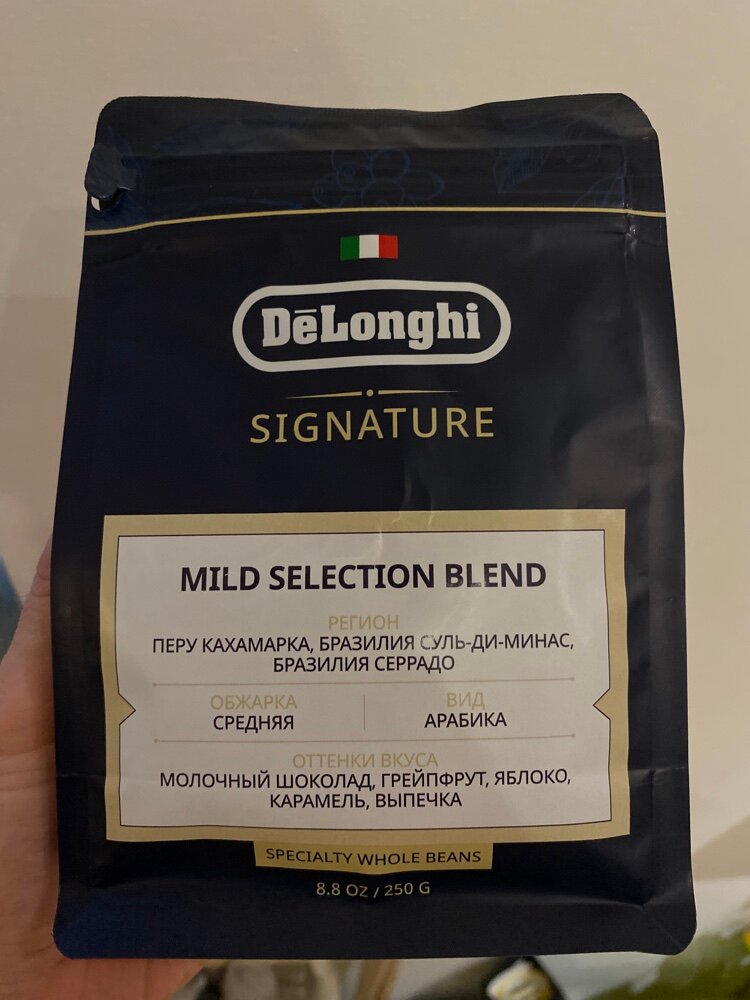 DēLonghi
SIGNATURE
MILD SELECTION BLEND
РЕГИОН
ПЕРУ КАХАМАРКА, БРАЗИЛИЯ СУЛЬ-ДИ-МИНАС,
БРАЗИЛИЯ СЕРРАДО
ОБЖАРКА
СРЕДНЯЯ
ВИД
АРАБИКА
ОТТЕНКИ ВКУСА
МОЛОЧНЫЙ ШОКОЛАД, ГРЕЙПФРУТ, ЯБЛОКО,
КАРАМЕЛЬ, ВЫПЕЧКА
SPECIALTY WHOLE BEANS
8.8 OZ / 250 G